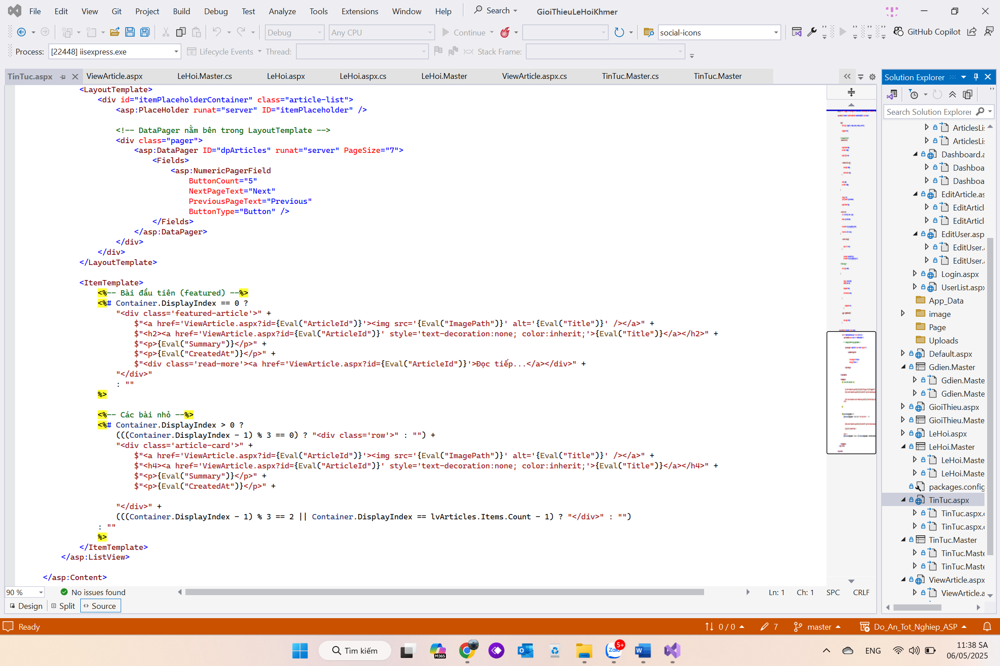 File Edit View Git Project Build Debug Test Analyze Tools Extensions Window Help Search GioiThieuLeHoiKhmer
Debug Any CPU Continue social-icons GitHub Copilot
Process: [22448] iisexpress.exe Lifecycle Events Thread: Stack Frame:
TinTuc.aspx ViewArticle.aspx LeHoi.Master.cs LeHoi.aspx LeHoi.aspx.cs LeHoi.Master ViewArticle.aspx.cs TinTuc.Master.cs TinTuc.Master
<LayoutTemplate>
<div id="itemPlaceholderContainer" class="article-list">
<asp:PlaceHolder runat="server" ID="itemPlaceholder" />
<!-- DataPager nằm bên trong LayoutTemplate -->
<div class="pager">
<asp:DataPager ID="dpArticles" runat="server" PageSize="7">
<Fields>
<asp:NumericPagerField
ButtonCount="5"
NextPageText="Next"
PreviousPageText="Previous"
ButtonType="Button" />
</Fields>
</asp:DataPager>
</div>
</div>
</LayoutTemplate>
<ItemTemplate>
<%-- Bài đầu tiên (featured) --%>
<%# Container.DisplayIndex == 0 ?
"<div class='featured-article'>" +
$"<a href='ViewArticle.aspx?id={Eval("ArticleId")}'><img src='{Eval("ImagePath")}' alt='{Eval("Title")}' /></a>" +
$"<h2><a href='ViewArticle.aspx?id={Eval("ArticleId")}' style='text-decoration:none; color:inherit;'>{Eval("Title")}</a></h2>" +
$"<p>{Eval("Summary")}</p>" +
$"<p>{Eval("CreatedAt")}</p>" +
$"<div class='read-more'><a href='ViewArticle.aspx?id={Eval("ArticleId")}'>Đọc tiếp...</a></div>" +
"</div>"
: ""
%>
<%-- Các bài nhỏ --%>
<%# Container.DisplayIndex > 0 ?
(((Container.DisplayIndex - 1) % 3 == 0) ? "<div class='row'>" : "") +
"<div class='article-card'>" +
$"<a href='ViewArticle.aspx?id={Eval("ArticleId")}'><img src='{Eval("ImagePath")}' alt='{Eval("Title")}' /></a>" +
$"<h4><a href='ViewArticle.aspx?id={Eval("ArticleId")}' style='text-decoration:none; color:inherit;'>{Eval("Title")}</a></h4>" +
$"<p>{Eval("Summary")}</p>" +
$"<p>{Eval("CreatedAt")}</p>" +
"</div>" +
(((Container.DisplayIndex - 1) % 3 == 2 || Container.DisplayIndex == lvArticles.Items.Count - 1) ? "</div>" : "")
: ""
%>
</ItemTemplate>
</asp:ListView>
</asp:Content>
90 % No issues found Ln: 1 Ch: 1 SPC CRLF
Design Split Source
Solution Explorer
Search Solution Explorer
ArticlesLi
ArticlesLi
Dashboard.a
Dashboa
Dashboa
EditArticle.as
EditArticl
EditArticl
EditUser.asp
EditUser.
EditUser.
Login.aspx
UserList.aspx
App_Data
image
Page
Uploads
Default.aspx
Gdien.Master
Gdien.Maste
Gdien.Maste
GioiThieu.aspx
GioiThieu.Maste
LeHoi.aspx
LeHoi.Master
LeHoi.Maste
LeHoi.Maste
packages.config
TinTuc.aspx
TinTuc.aspx.
TinTuc.aspx.
TinTuc.Master
TinTuc.Maste
TinTuc.Maste
ViewArticle.aspx
ViewArticle.a
Ready 0 / 0 7 master Do_An_Tot_Nghiep_ASP
Tìm kiếm M365 Zalo 5+ W ENG 11:38 SA
06/05/2025